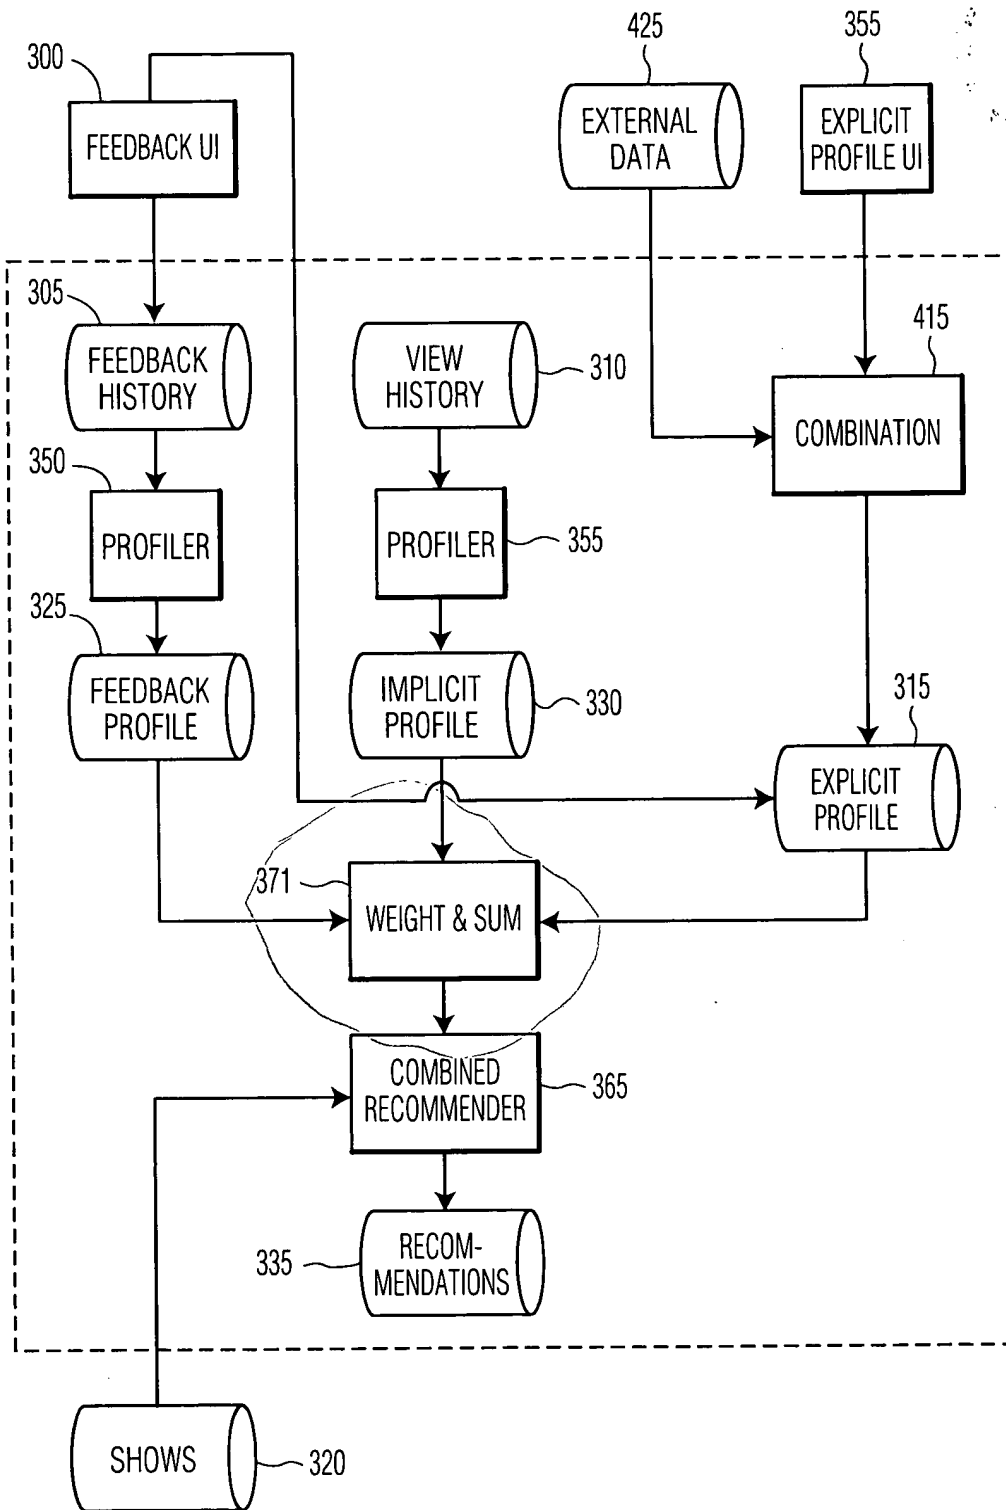 300
FEEDBACK UI
425
EXTERNAL
DATA
355
EXPLICIT
PROFILE UI
305
FEEDBACK
HISTORY
VIEW
HISTORY
310
415
COMBINATION
350
PROFILER
PROFILER
355
325
FEEDBACK
PROFILE
IMPLICIT
PROFILE
330
315
EXPLICIT
PROFILE
371
WEIGHT & SUM
COMBINED
RECOMMENDER
365
335
RECOM-
MENDATIONS
SHOWS
320